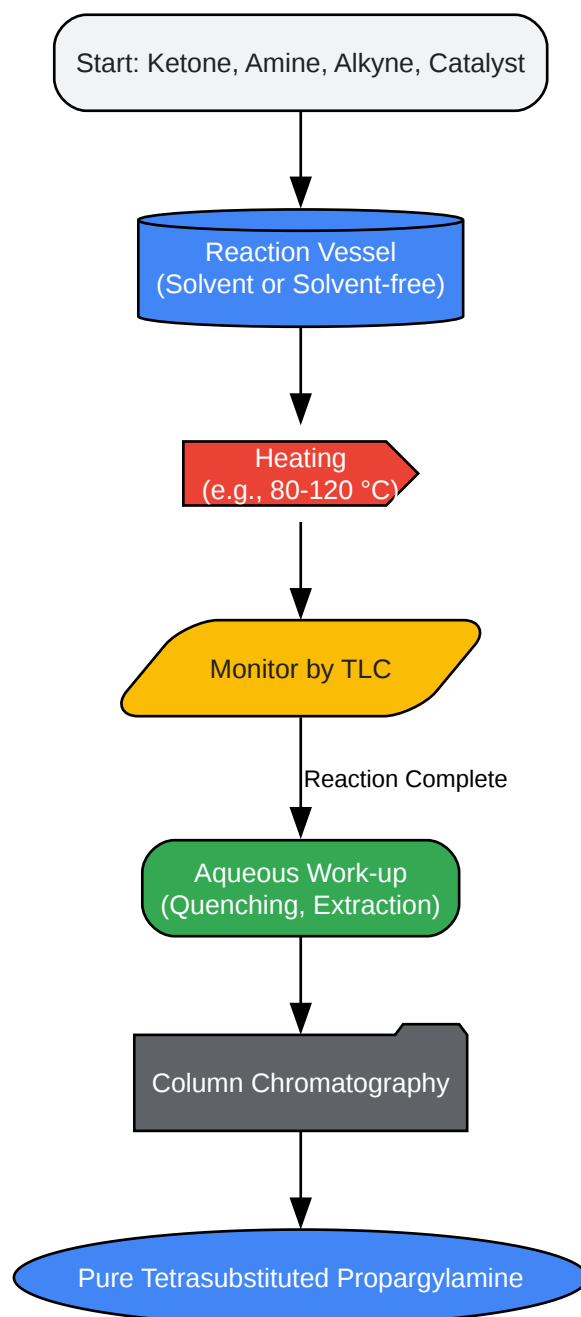 Start: Ketone, Amine, Alkyne, Catalyst
Reaction Vessel
(Solvent or Solvent-free)
Heating
(e.g., 80-120 °C)
Monitor by TLC
Reaction Complete
Aqueous Work-up
(Quenching, Extraction)
Column Chromatography
Pure Tetrasubstituted Propargylamine